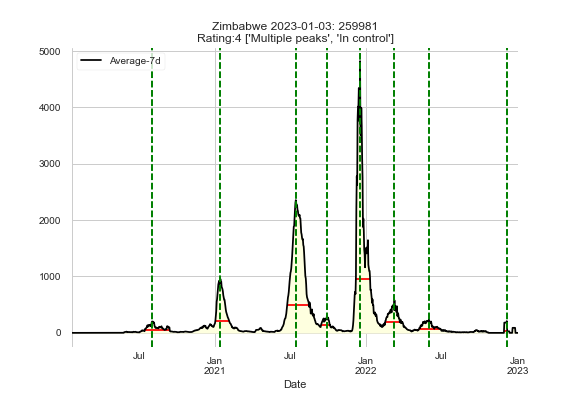 Zimbabwe 2023-01-03: 259981
Rating:4 ['Multiple peaks', 'In control']
Average-7d
5000
4000
3000
2000
1000
0
Jul
Jan
2021
Jul
Jan
2022
Jul
Jan
2023
Date